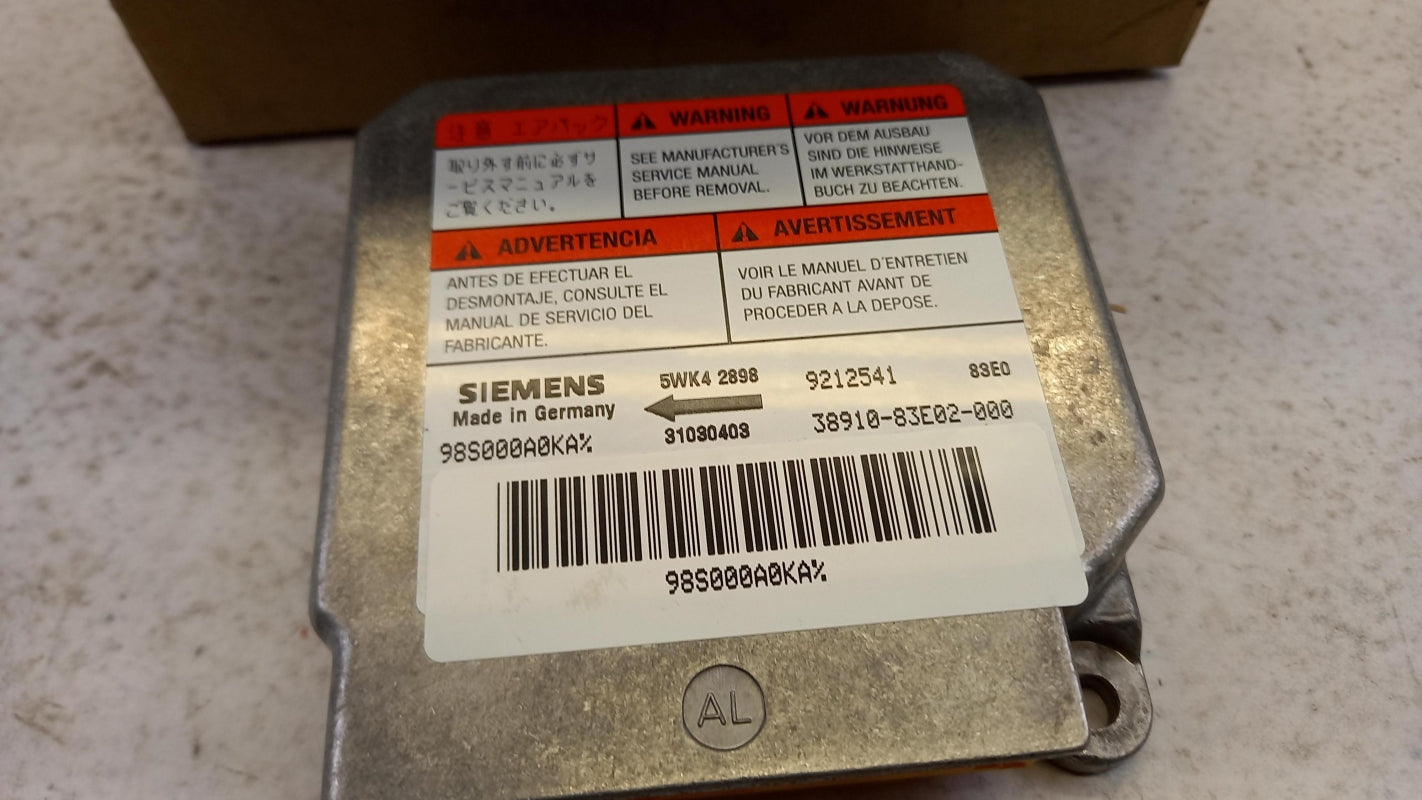 注意 エアバック
取り外す前に必ずサ
ービスマニュアルを
ご覧ください。
WARNING
SEE MANUFACTURER'S
SERVICE MANUAL
BEFORE REMOVAL.
WARNUNG
VOR DEM AUSBAU
SIND DIE HINWEISE
IM WERKSTATTHAND-
BUCH ZU BEACHTEN.
ADVERTENCIA
ANTES DE EFECTUAR EL
DESMONTAJE, CONSULTE EL
MANUAL DE SERVICIO DEL
FABRICANTE.
AVERTISSEMENT
VOIR LE MANUEL D'ENTRETIEN
DU FABRICANT AVANT DE
PROCEDER A LA DEPOSE.
SIEMENS
Made in Germany
98S000A0KA%
5WK4 2898
31030403
9212541
83E0
38910-83E02-000
98S000A0KA%
AL